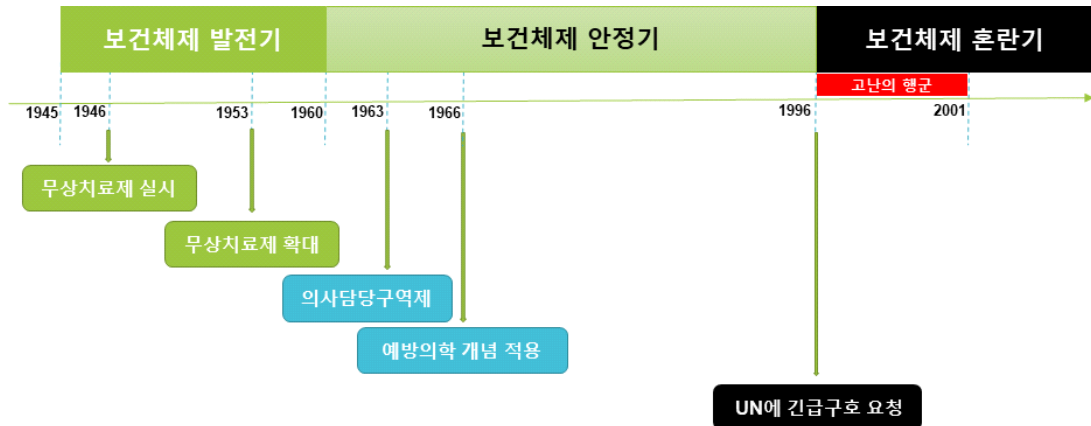 보건체제 발전기
보건체제 안정기
보건체제 혼란기
고난의 행군
1945
1946
1953
1960
1963
1966
1996
2001
무상치료제 실시
무상치료제 확대
의사담당구역제
예방의학 개념 적용
UN에 긴급구호 요청